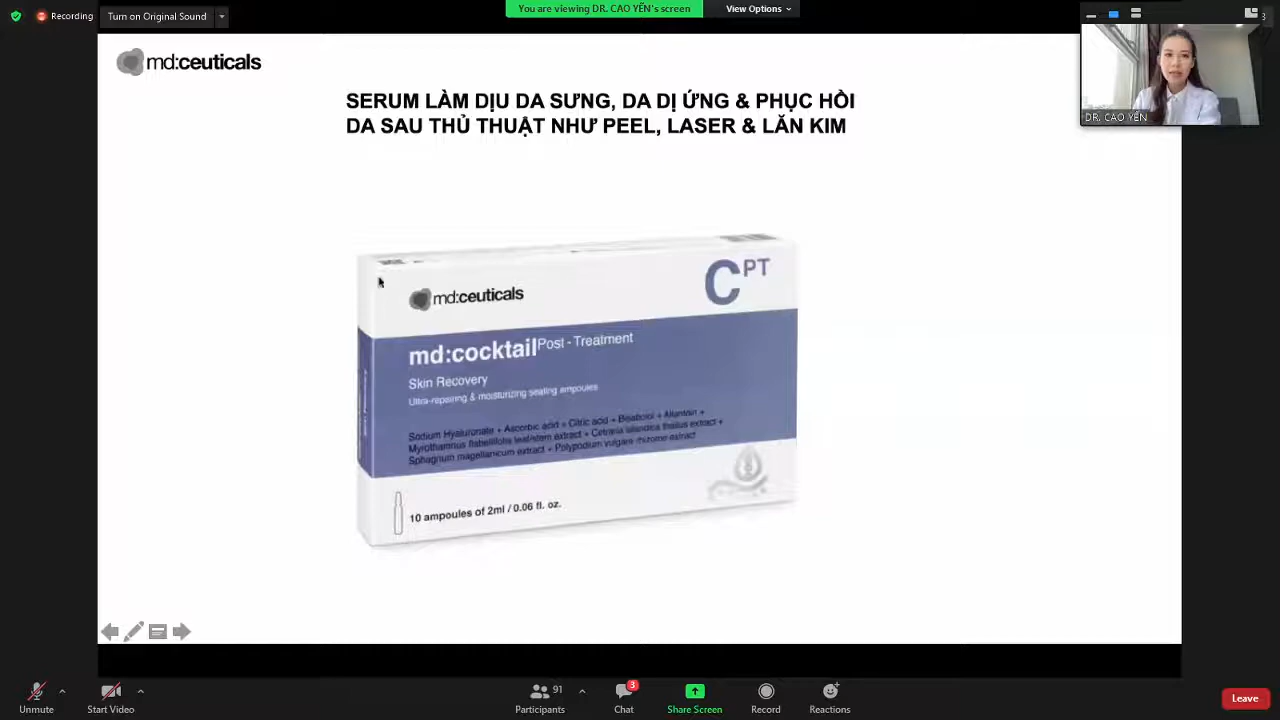 Recording
Turn on Original Sound
You are viewing DR. CAO YẾN's screen
View Options
md:ceuticals
SERUM LÀM DỊU DA SƯNG, DA DỊ ỨNG & PHỤC HỒI
DA SAU THỦ THUẬT NHƯ PEEL, LASER & LĂN KIM
DR. CAO YẾN
md:ceuticals
C PT
md:cocktail Post - Treatment
Skin Recovery
Ultra-repairing & moisturizing sealing ampoules
Sodium Hyaluronate + Ascorbic acid + Citric acid + Bisabolol + Allantoin +
Myrothamnus flabellifolia leaf/stem extract + Cetraria islandica thallus extract +
Sphagnum magellanicum extract + Polypodium vulgare rhizome extract
10 ampoules of 2ml / 0.06 fl. oz.
Unmute
Start Video
91
Participants
3
Chat
Share Screen
Record
Reactions
Leave